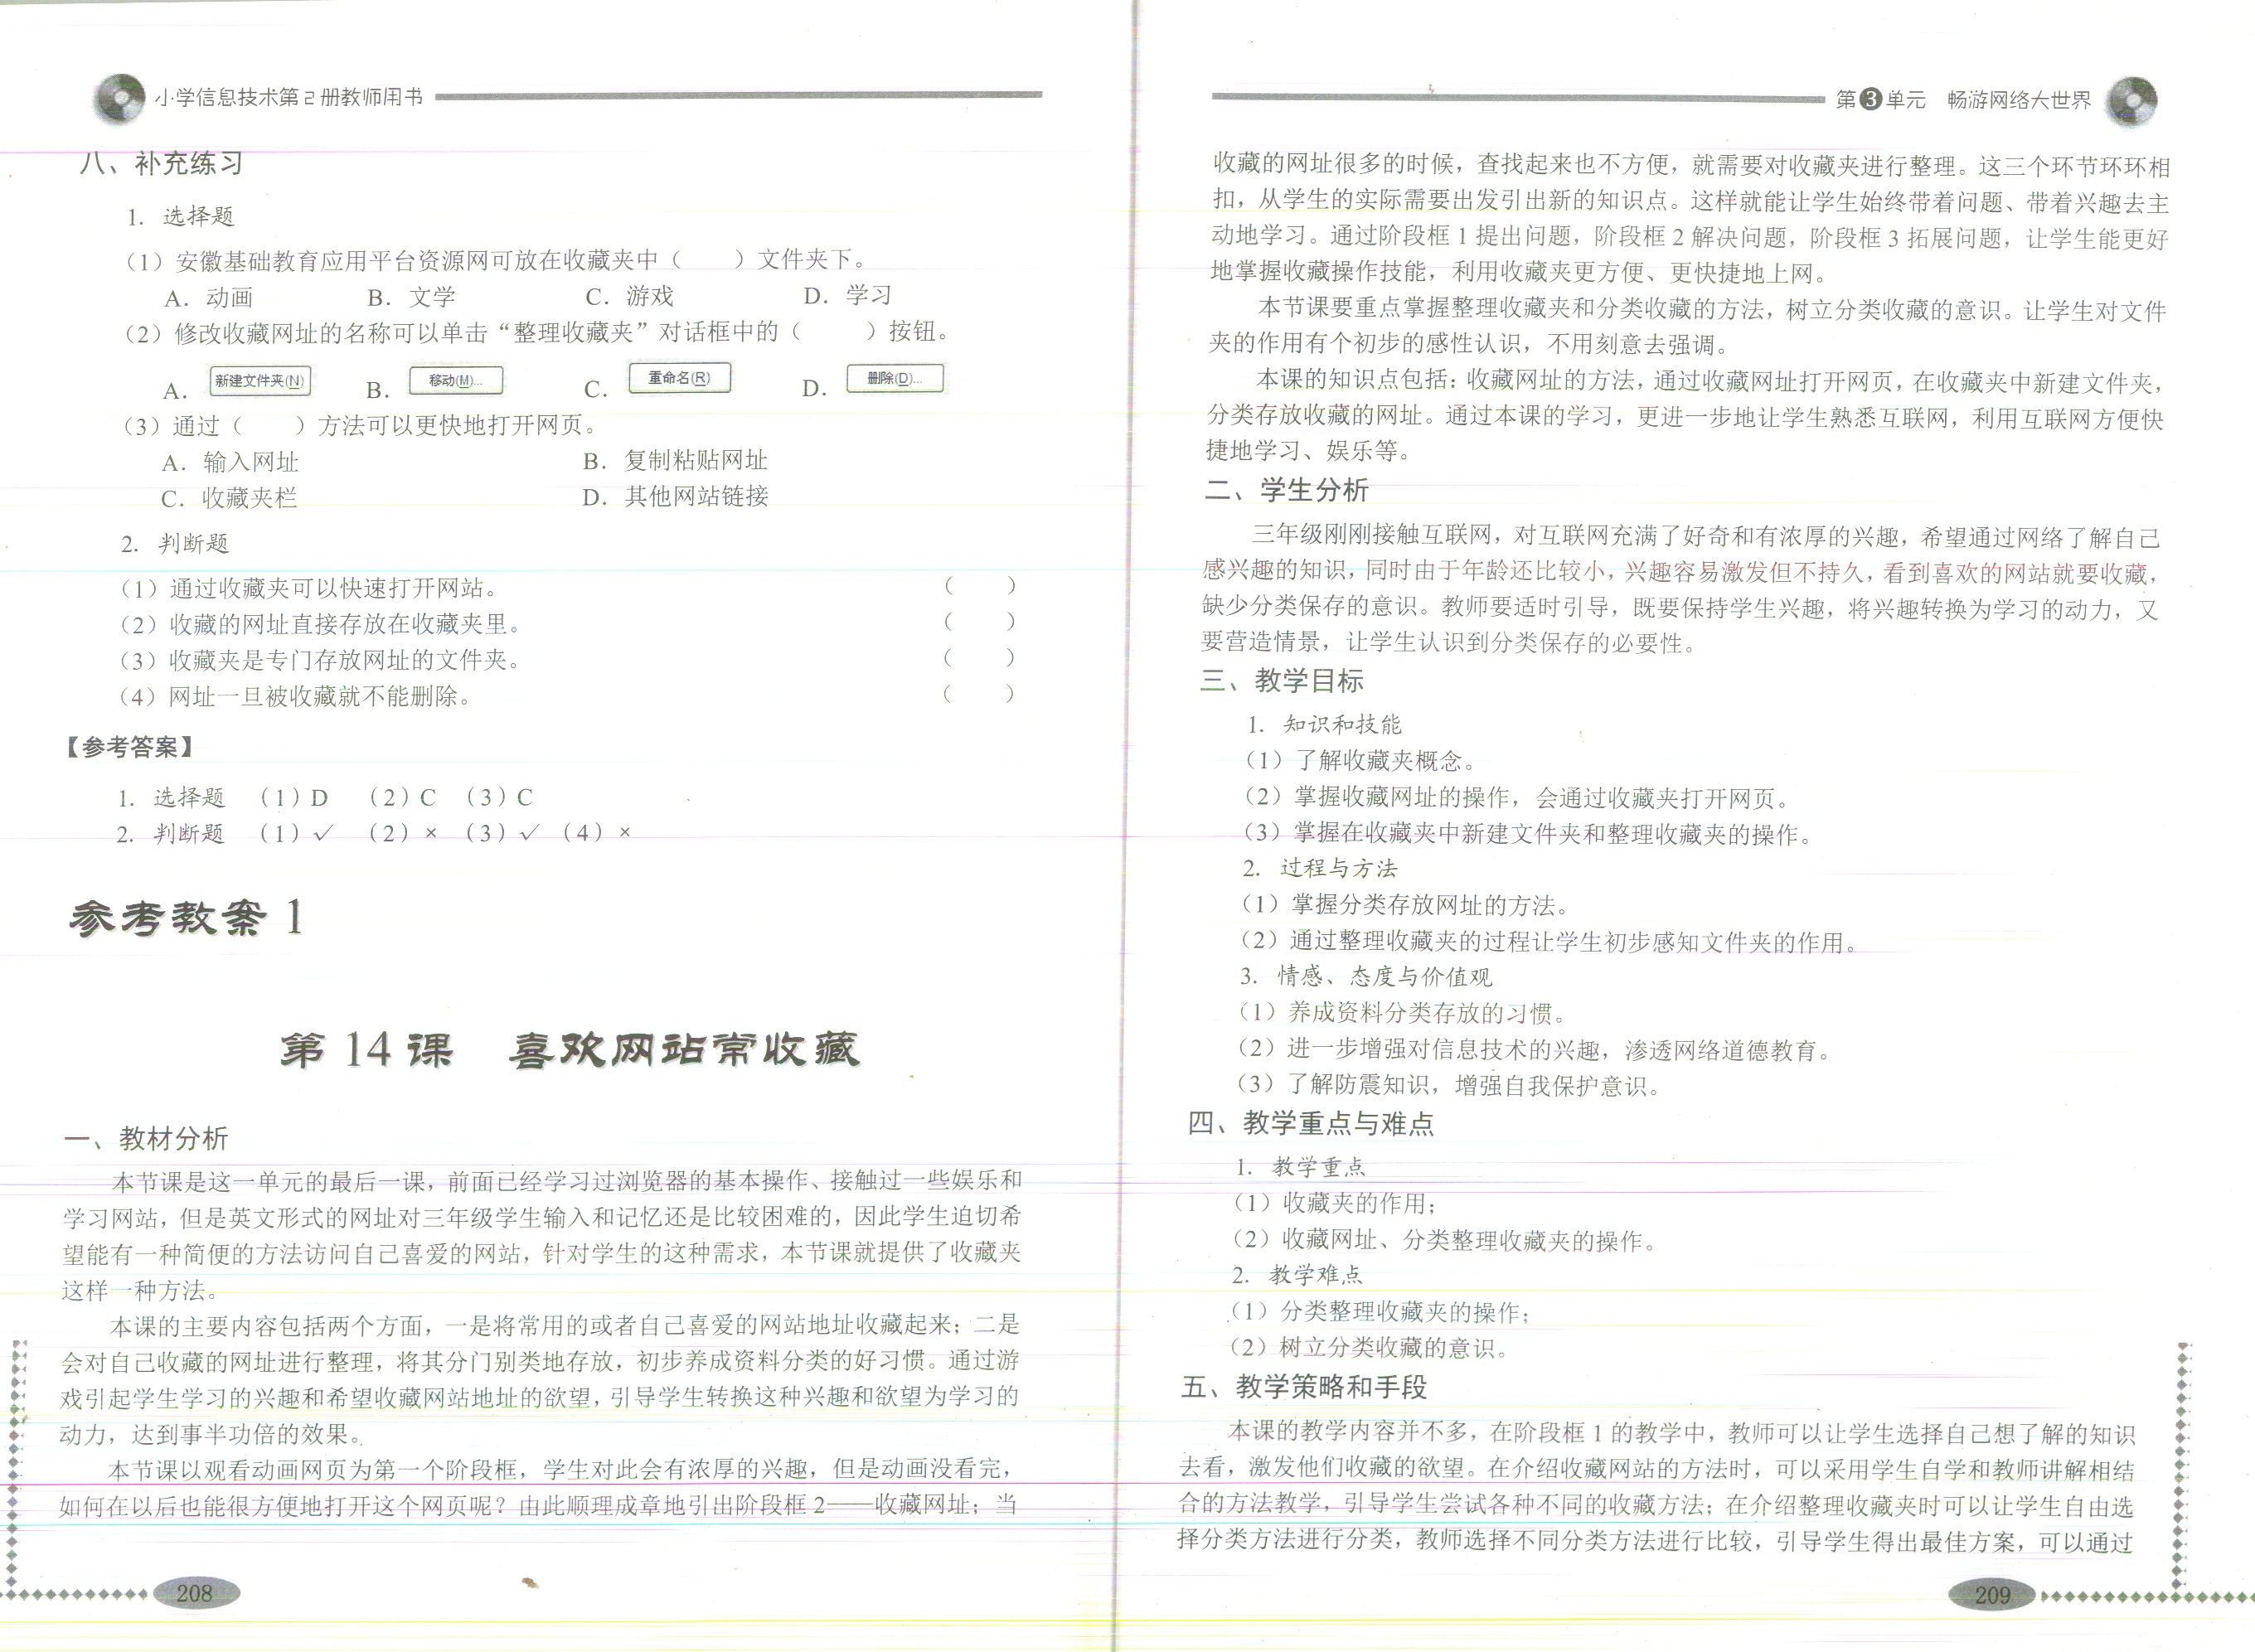 小学信息技术第2册教师用书
八、补充练习
1. 选择题
（1）安徽基础教育应用平台资源网可放在收藏夹中（　　）文件夹下。
A. 动画　B. 文学　C. 游戏　D. 学习
（2）修改收藏网址的名称可以单击“整理收藏夹”对话框中的（　　）按钮。
A. 新建文件夹(N)　B. 移动(M)...　C. 重命名(R)　D. 删除(D)...
（3）通过（　　）方法可以更快地打开网页。
A. 输入网址　B. 复制粘贴网址
C. 收藏夹栏　D. 其他网站链接
2. 判断题
（1）通过收藏夹可以快速打开网站。（　　）
（2）收藏的网址直接存放在收藏夹里。（　　）
（3）收藏夹是专门存放网址的文件夹。（　　）
（4）网址一旦被收藏就不能删除。（　　）
【参考答案】
1. 选择题　（1）D　（2）C　（3）C
2. 判断题　（1）√　（2）×　（3）√　（4）×
参考教案 1
第 14 课　喜欢网站常收藏
一、教材分析
本节课是这一单元的最后一课，前面已经学习过浏览器的基本操作、接触过一些娱乐和
学习网站，但是英文形式的网址对三年级学生输入和记忆还是比较困难的，因此学生迫切希
望能有一种简便的方法访问自己喜爱的网站，针对学生的这种需求，本节课就提供了收藏夹
这样一种方法。
本课的主要内容包括两个方面，一是将常用的或者自己喜爱的网站地址收藏起来；二是
会对自己收藏的网址进行整理，将其分门别类地存放，初步养成资料分类的好习惯。通过游
戏引起学生学习的兴趣和希望收藏网站地址的欲望，引导学生转换这种兴趣和欲望为学习的
动力，达到事半功倍的效果。
本节课以观看动画网页为第一个阶段框，学生对此会有浓厚的兴趣，但是动画没看完，
如何在以后也能很方便地打开这个网页呢？由此顺理成章地引出阶段框 2——收藏网址；当
208
第3单元　畅游网络大世界
收藏的网址很多的时候，查找起来也不方便，就需要对收藏夹进行整理。这三个环节环环相
扣，从学生的实际需要出发引出新的知识点。这样就能让学生始终带着问题、带着兴趣去主
动地学习。通过阶段框 1 提出问题，阶段框 2 解决问题，阶段框 3 拓展问题，让学生能更好
地掌握收藏操作技能，利用收藏夹更方便、更快捷地上网。
本节课要重点掌握整理收藏夹和分类收藏的方法，树立分类收藏的意识。让学生对文件
夹的作用有个初步的感性认识，不用刻意去强调。
本课的知识点包括：收藏网址的方法，通过收藏网址打开网页，在收藏夹中新建文件夹，
分类存放收藏的网址。通过本课的学习，更进一步地让学生熟悉互联网，利用互联网方便快
捷地学习、娱乐等。
二、学生分析
三年级刚刚接触互联网，对互联网充满了好奇和有浓厚的兴趣，希望通过网络了解自己
感兴趣的知识，同时由于年龄还比较小，兴趣容易激发但不持久，看到喜欢的网站就要收藏，
缺少分类保存的意识。教师要适时引导，既要保持学生兴趣，将兴趣转换为学习的动力，又
要营造情景，让学生认识到分类保存的必要性。
三、教学目标
1. 知识和技能
（1）了解收藏夹概念。
（2）掌握收藏网址的操作，会通过收藏夹打开网页。
（3）掌握在收藏夹中新建文件夹和整理收藏夹的操作。
2. 过程与方法
（1）掌握分类存放网址的方法。
（2）通过整理收藏夹的过程让学生初步感知文件夹的作用。
3. 情感、态度与价值观
（1）养成资料分类存放的习惯。
（2）进一步增强对信息技术的兴趣，渗透网络道德教育。
（3）了解防震知识，增强自我保护意识。
四、教学重点与难点
1. 教学重点
（1）收藏夹的作用；
（2）收藏网址、分类整理收藏夹的操作。
2. 教学难点
（1）分类整理收藏夹的操作；
（2）树立分类收藏的意识。
五、教学策略和手段
本课的教学内容并不多，在阶段框 1 的教学中，教师可以让学生选择自己想了解的知识
去看，激发他们收藏的欲望。在介绍收藏网站的方法时，可以采用学生自学和教师讲解相结
合的方法教学，引导学生尝试各种不同的收藏方法；在介绍整理收藏夹时可以让学生自由选
择分类方法进行分类，教师选择不同分类方法进行比较，引导学生得出最佳方案，可以通过
209